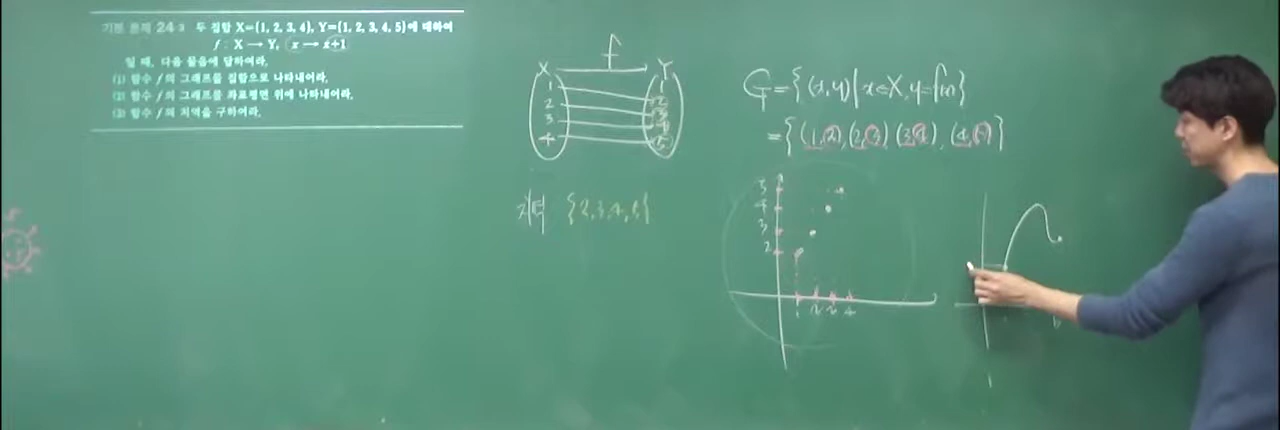 기본 문제 24-3 두 집합 X={1, 2, 3, 4}, Y={1, 2, 3, 4, 5}에 대하여
f : X → Y, x → x+1
일 때, 다음 물음에 답하여라.
(1) 함수 f의 그래프를 집합으로 나타내어라.
(2) 함수 f의 그래프를 좌표평면 위에 나타내어라.
(3) 함수 f의 치역을 구하여라.
f
X Y
1 1
2 2
3 3
4 4
5
치역 {2,3,4,5}
G={(x,y)|x∈X, y=f(x)}
={(1,2),(2,3)(3,4),(4,5)}
5
4
3
2
1 2 3 4